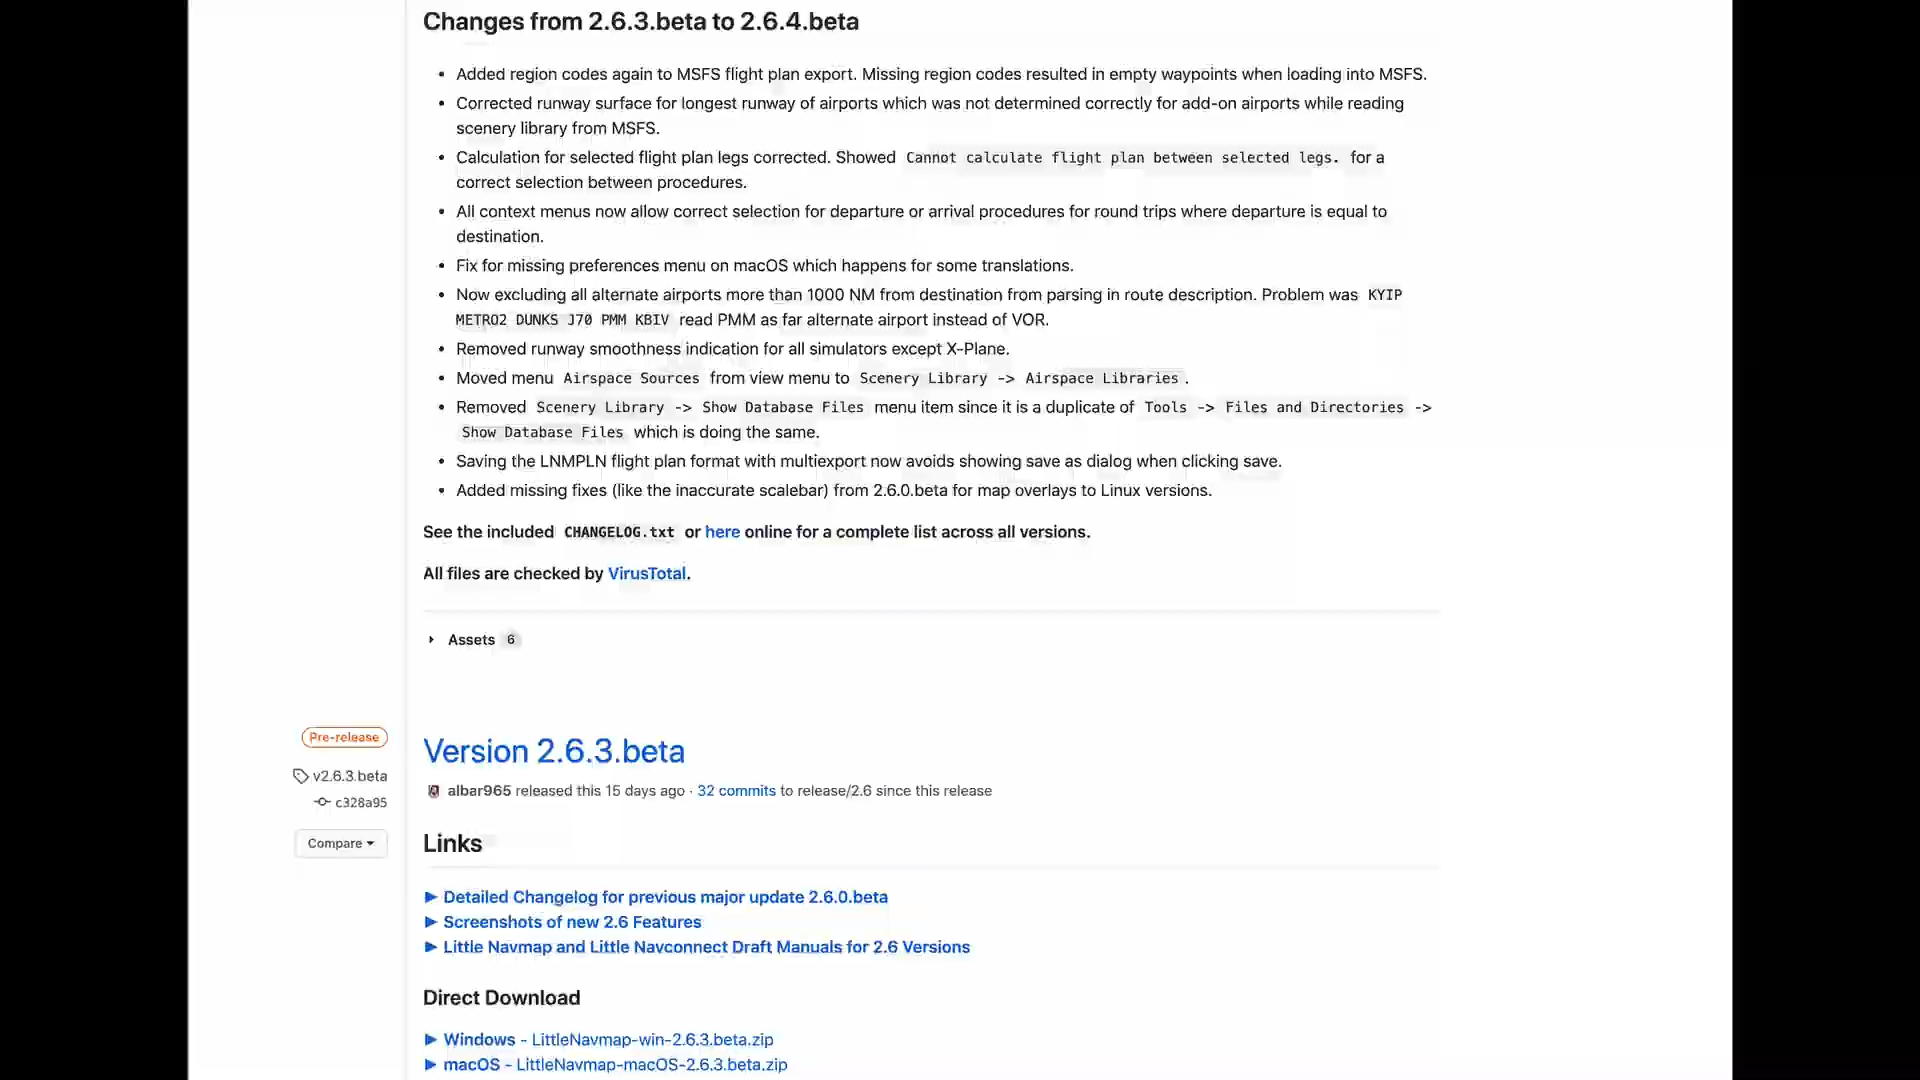 Changes from 2.6.3.beta to 2.6.4.beta
• Added region codes again to MSFS flight plan export. Missing region codes resulted in empty waypoints when loading into MSFS.
• Corrected runway surface for longest runway of airports which was not determined correctly for add-on airports while reading
scenery library from MSFS.
• Calculation for selected flight plan legs corrected. Showed Cannot calculate flight plan between selected legs. for a
correct selection between procedures.
• All context menus now allow correct selection for departure or arrival procedures for round trips where departure is equal to
destination.
• Fix for missing preferences menu on macOS which happens for some translations.
• Now excluding all alternate airports more than 1000 NM from destination from parsing in route description. Problem was KYIP
METRO2 DUNKS J70 PMM KBIV read PMM as far alternate airport instead of VOR.
• Removed runway smoothness indication for all simulators except X-Plane.
• Moved menu Airspace Sources from view menu to Scenery Library -> Airspace Libraries .
• Removed Scenery Library -> Show Database Files menu item since it is a duplicate of Tools -> Files and Directories ->
Show Database Files which is doing the same.
• Saving the LNMPLN flight plan format with multiexport now avoids showing save as dialog when clicking save.
• Added missing fixes (like the inaccurate scalebar) from 2.6.0.beta for map overlays to Linux versions.
See the included CHANGELOG.txt or here online for a complete list across all versions.
All files are checked by VirusTotal.
Assets 6
Pre-release
v2.6.3.beta
c328a95
Compare
Version 2.6.3.beta
albar965 released this 15 days ago · 32 commits to release/2.6 since this release
Links
► Detailed Changelog for previous major update 2.6.0.beta
► Screenshots of new 2.6 Features
► Little Navmap and Little Navconnect Draft Manuals for 2.6 Versions
Direct Download
► Windows - LittleNavmap-win-2.6.3.beta.zip
► macOS - LittleNavmap-macOS-2.6.3.beta.zip